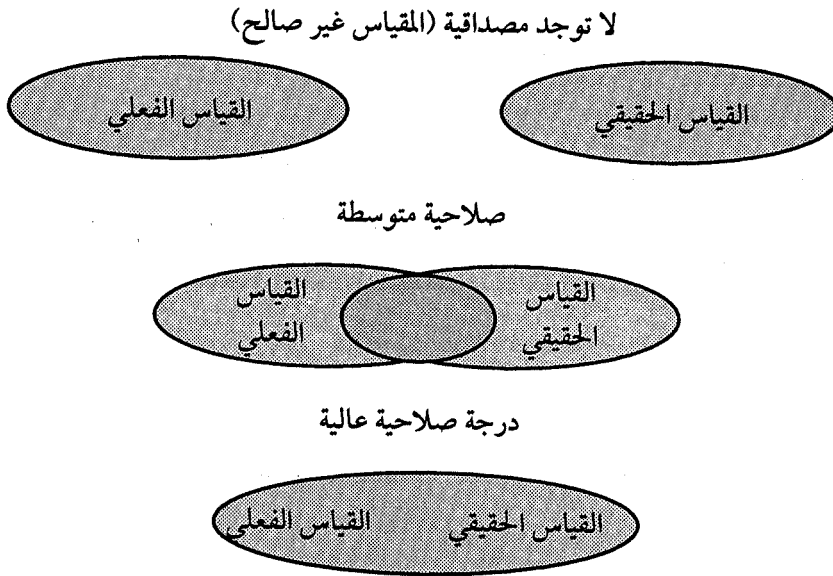 لا توجد مصداقية (المقياس غير صالح)
القياس الحقيقي
القياس الفعلي
صلاحية متوسطة
القياس
الحقيقي
القياس
الفعلي
درجة صلاحية عالية
القياس الحقيقي القياس الفعلي